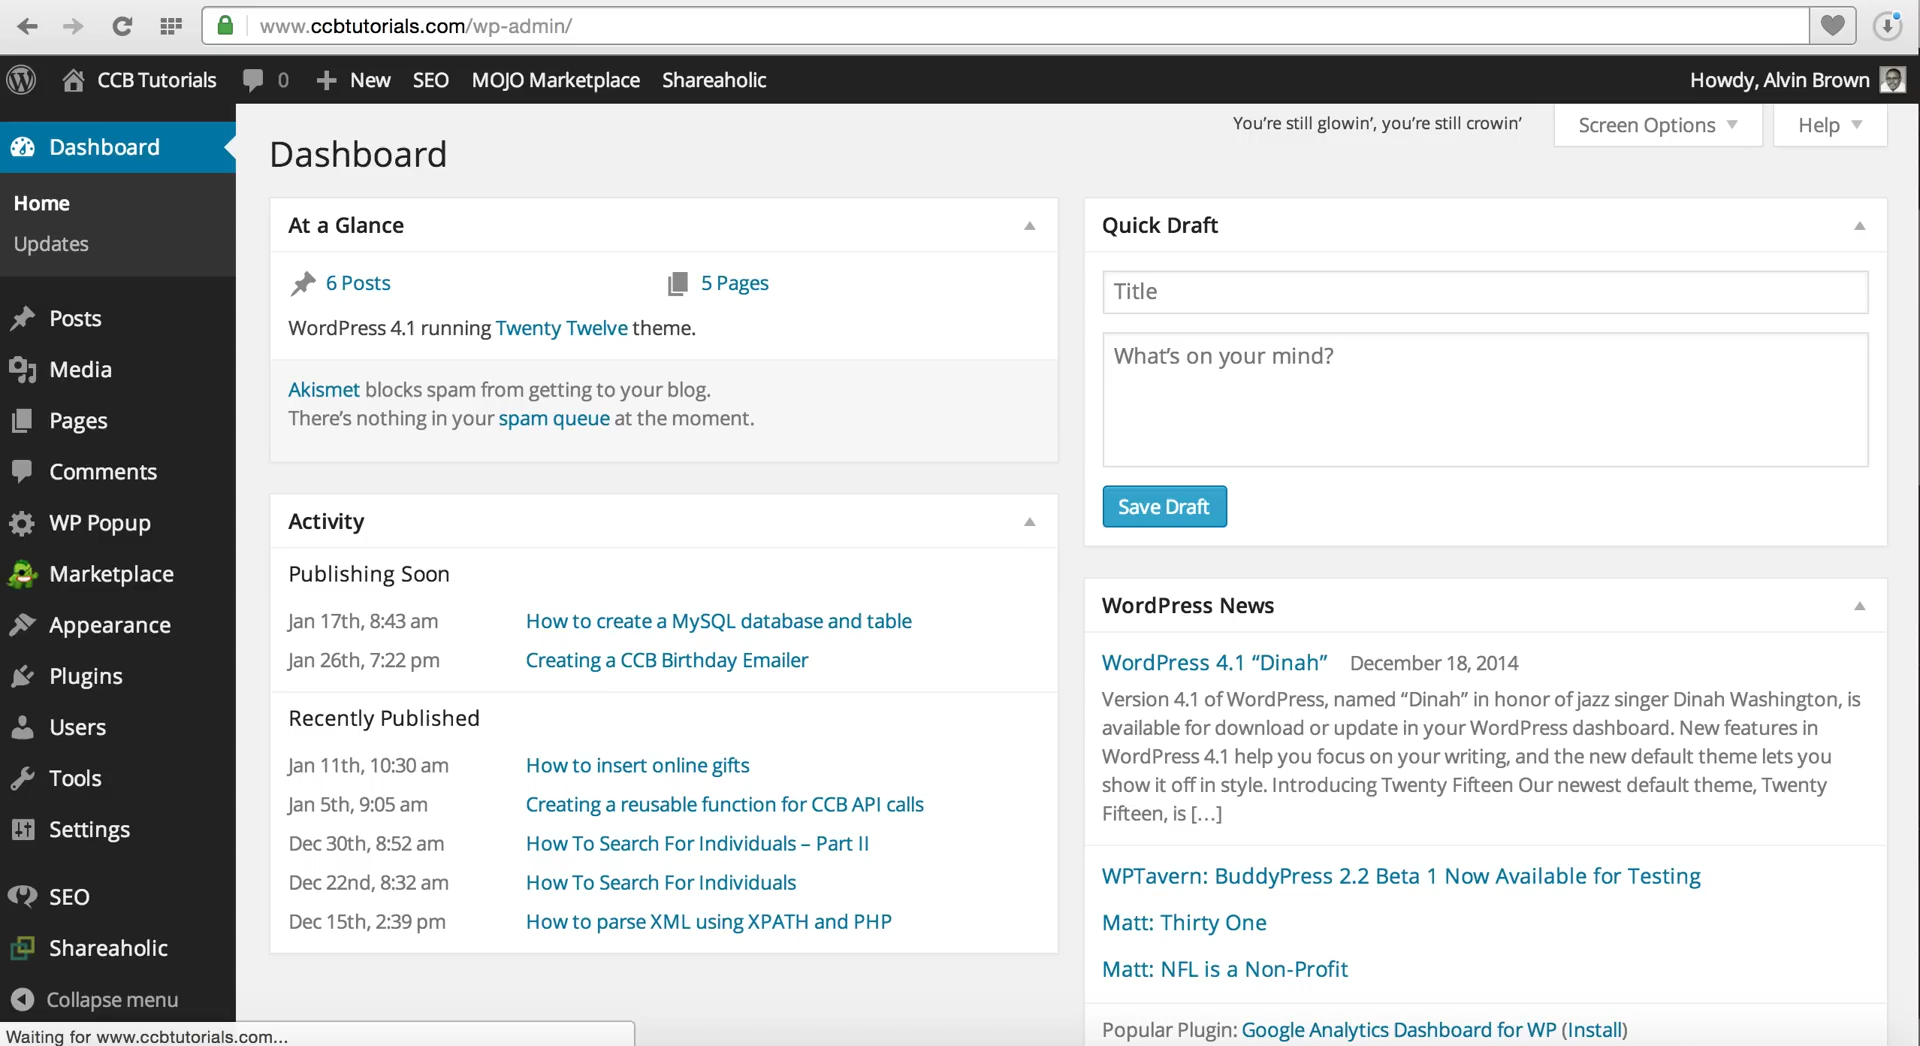 www.ccbtutorials.com/wp-admin/
CCB Tutorials 0 New SEO MOJO Marketplace Shareaholic Howdy, Alvin Brown
Dashboard
Home
Updates
Posts
Media
Pages
Comments
WP Popup
Marketplace
Appearance
Plugins
Users
Tools
Settings
SEO
Shareaholic
Collapse menu
Waiting for www.ccbtutorials.com...
You’re still glowin’, you’re still crowin’
Screen Options
Help
Dashboard
At a Glance
6 Posts 5 Pages
WordPress 4.1 running Twenty Twelve theme.
Akismet blocks spam from getting to your blog.
There’s nothing in your spam queue at the moment.
Activity
Publishing Soon
Jan 17th, 8:43 am How to create a MySQL database and table
Jan 26th, 7:22 pm Creating a CCB Birthday Emailer
Recently Published
Jan 11th, 10:30 am How to insert online gifts
Jan 5th, 9:05 am Creating a reusable function for CCB API calls
Dec 30th, 8:52 am How To Search For Individuals – Part II
Dec 22nd, 8:32 am How To Search For Individuals
Dec 15th, 2:39 pm How to parse XML using XPATH and PHP
Quick Draft
Title
What’s on your mind?
Save Draft
WordPress News
WordPress 4.1 “Dinah” December 18, 2014
Version 4.1 of WordPress, named “Dinah” in honor of jazz singer Dinah Washington, is
available for download or update in your WordPress dashboard. New features in
WordPress 4.1 help you focus on your writing, and the new default theme lets you
show it off in style. Introducing Twenty Fifteen Our newest default theme, Twenty
Fifteen, is […]
WPTavern: BuddyPress 2.2 Beta 1 Now Available for Testing
Matt: Thirty One
Matt: NFL is a Non-Profit
Popular Plugin: Google Analytics Dashboard for WP (Install)